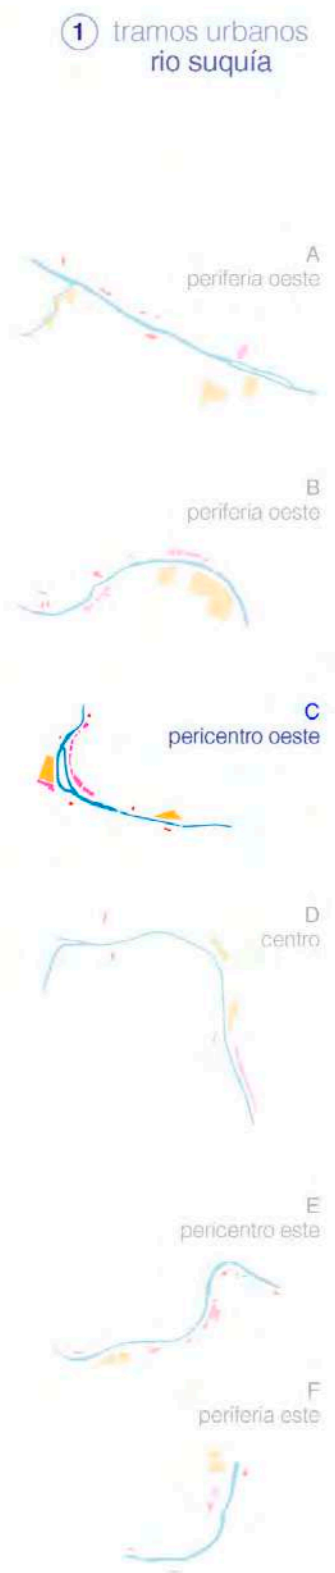 1 tramos urbanos
rio suquía
A
periferia oeste
B
periferia oeste
C
pericentro oeste
D
centro
E
pericentro este
F
periferia este